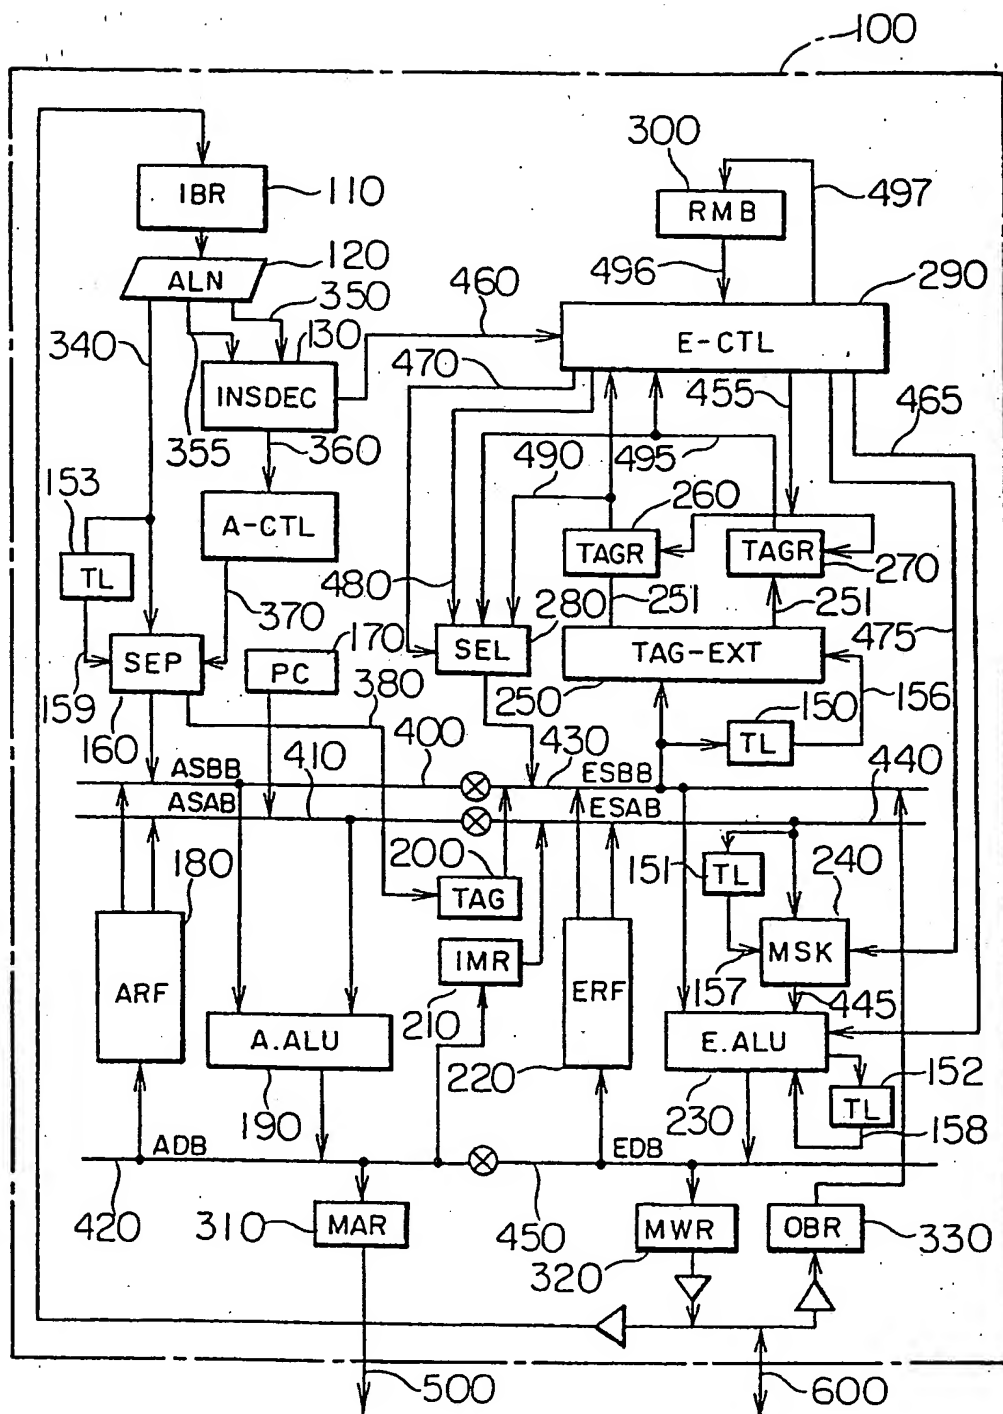 100
IBR
110
300
RMB
497
ALN
120
496
350
460
290
340
130
E-CTL
470
455
INSDEC
465
355
360
490
495
153
260
A-CTL
TL
TAGR
TAGR
270
480
280
251
251
370
170
475
SEP
SEL
TAG-EXT
PC
159
380
250
150
156
160
TL
ASBB
410
400
430
ESBB
440
ASAB
ESAB
200
180
151
TL
240
TAG
IMR
MSK
ARF
ERF
157
445
210
A.ALU
E.ALU
220
152
190
230
TL
158
ADB
EDB
310
MAR
420
450
MWR
OBR
330
320
500
600